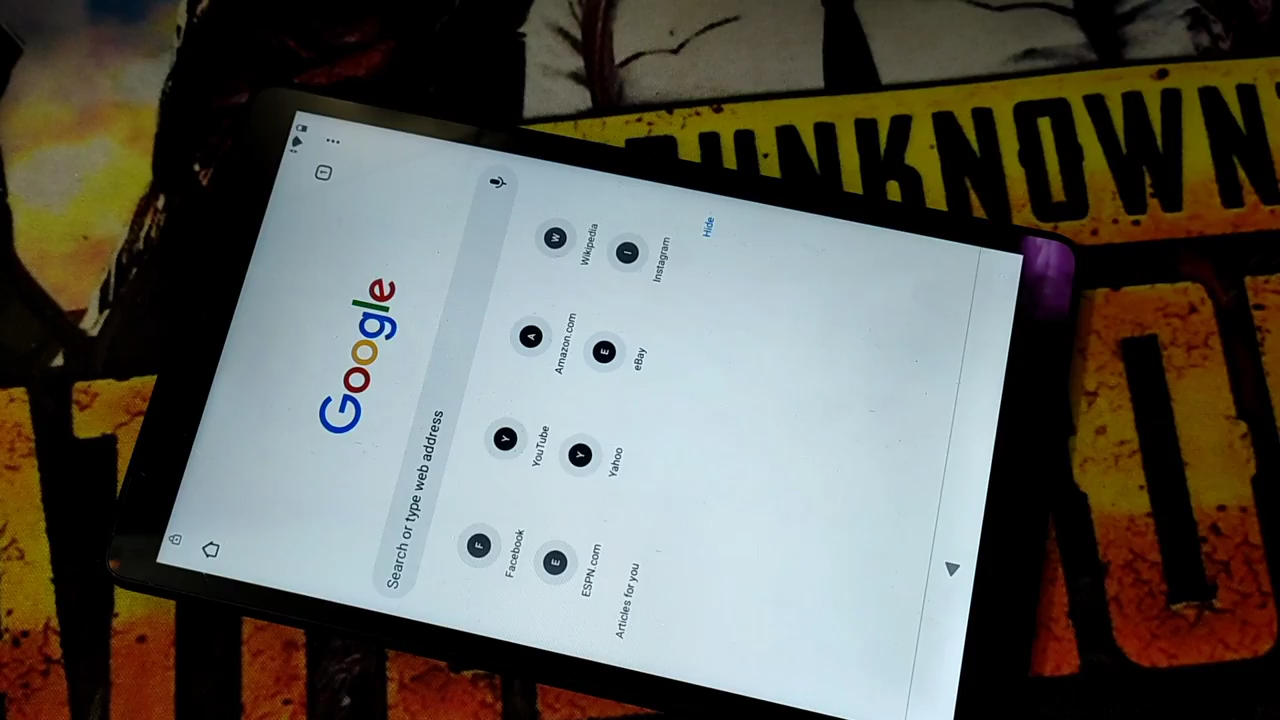 UNKNOWN
1
Google
Search or type web address
F
Y
A
W
Facebook
YouTube
Amazon.com
Wikipedia
E
Y
E
I
ESPN.com
Yahoo
eBay
Instagram
Articles for you
Hide